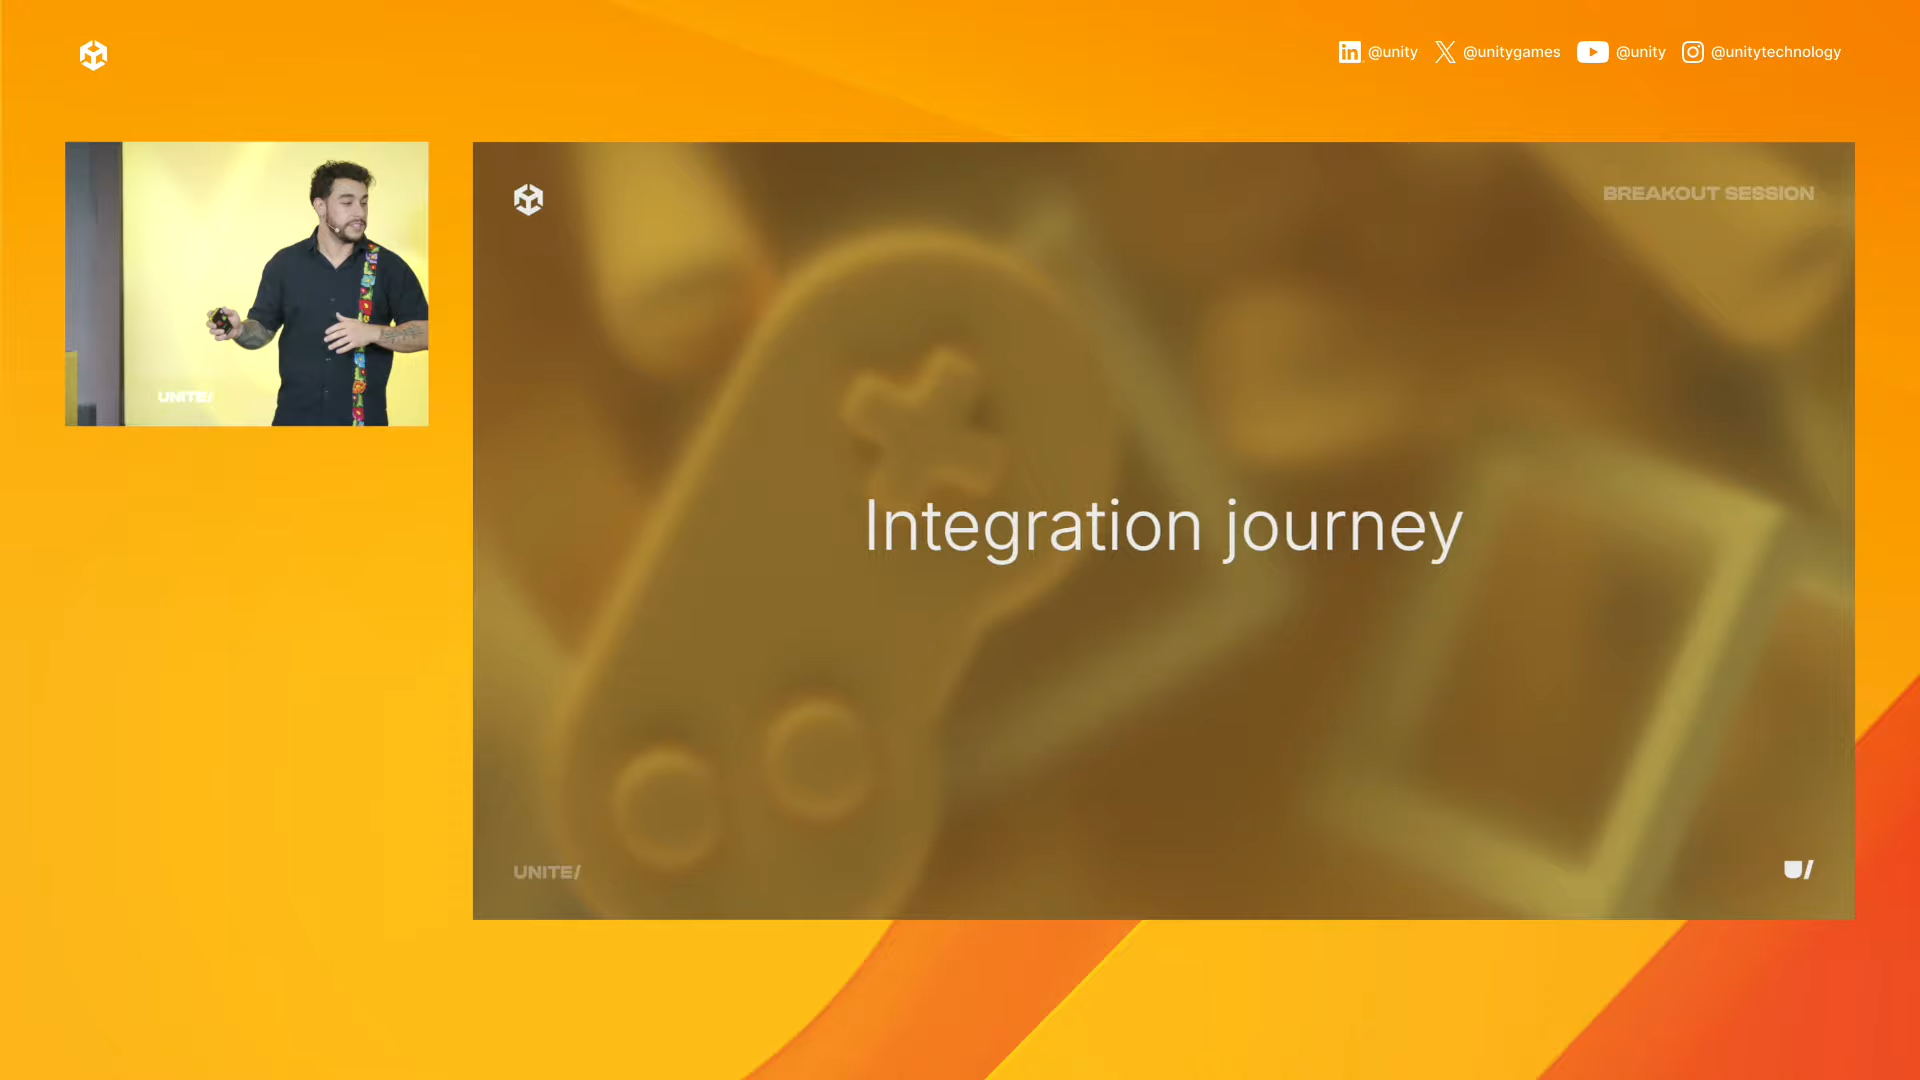 @unity @unitygames @unity @unitytechnology
UNITE/
BREAKOUT SESSION
Integration journey
UNITE/
U/